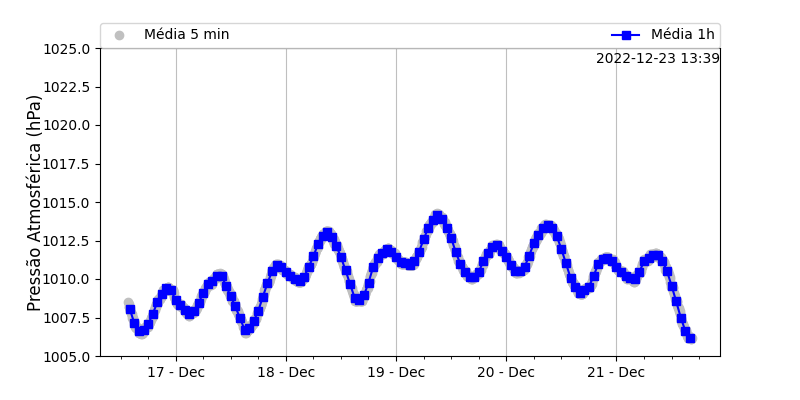 Média 5 min
Média 1h
2022-12-23 13:39
Pressão Atmosférica (hPa)
1025.0
1022.5
1020.0
1017.5
1015.0
1012.5
1010.0
1007.5
1005.0
17 - Dec
18 - Dec
19 - Dec
20 - Dec
21 - Dec